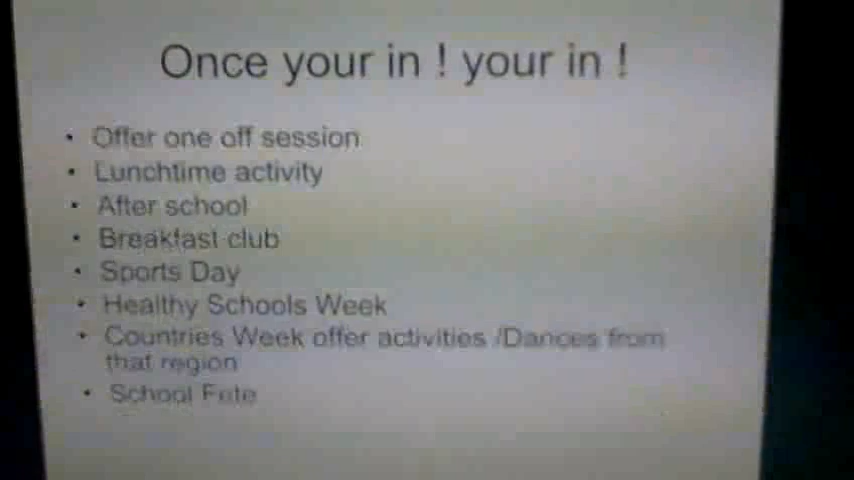 Once your in ! your in !
• Offer one off session
• Lunchtime activity
• After school
• Breakfast club
• Sports Day
• Healthy Schools Week
• Countries Week offer activities /Dances from
that region
• School Fete